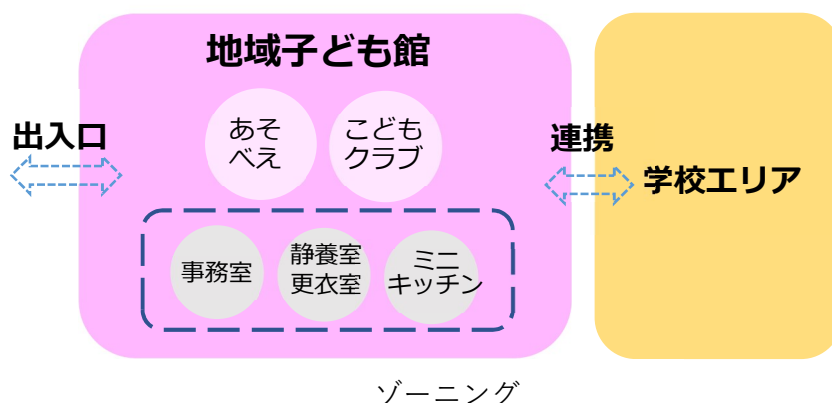 地域子ども館
出入口
あそ
べえ
こども
クラブ
連携
学校エリア
事務室
静養室
更衣室
ミニ
キッチン
ゾーニング